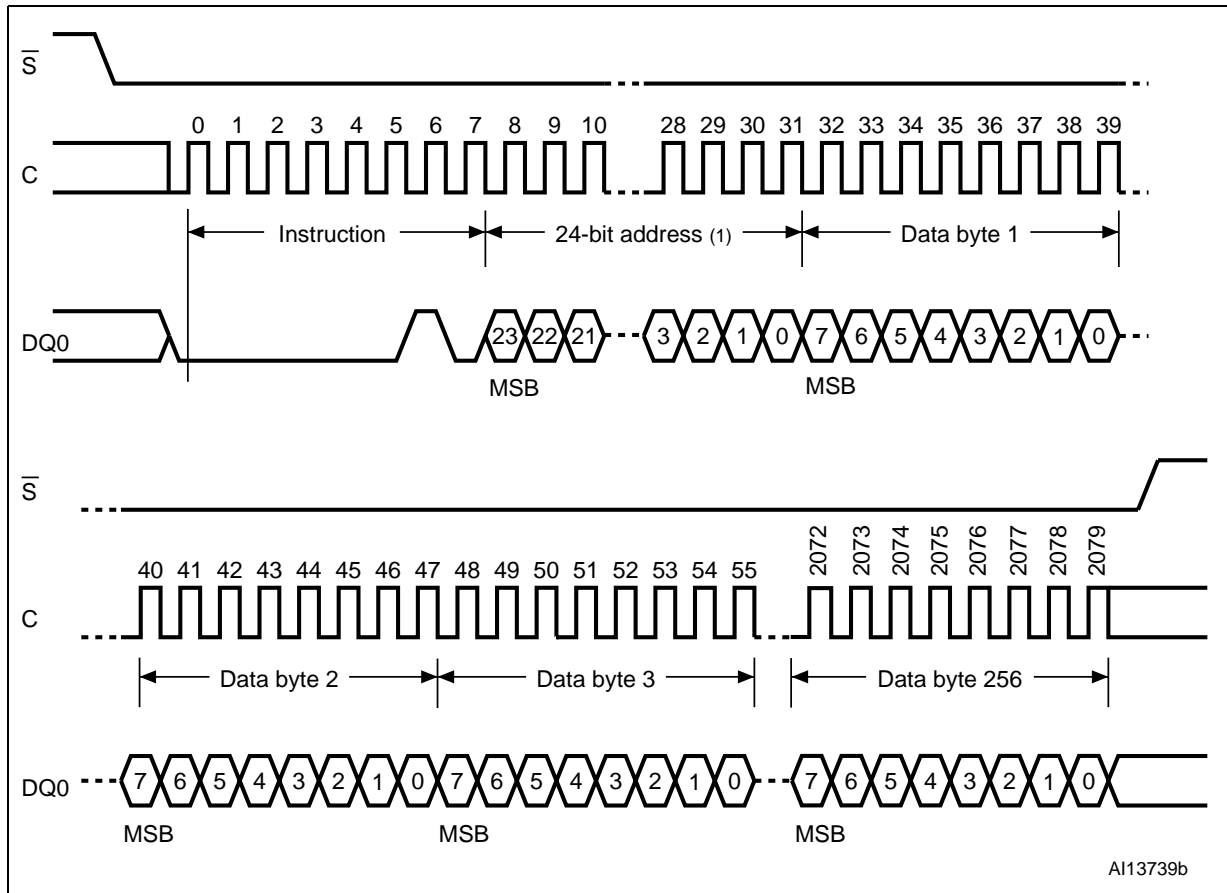 S
0 1 2 3 4 5 6 7 8 9 10 28 29 30 31 32 33 34 35 36 37 38 39
C
Instruction 24-bit address (1) Data byte 1
DQ0 23 22 21 3 2 1 0 7 6 5 4 3 2 1 0
MSB MSB
S
40 41 42 43 44 45 46 47 48 49 50 51 52 53 54 55 2072 2073 2074 2075 2076 2077 2078 2079
C
Data byte 2 Data byte 3 Data byte 256
DQ0 7 6 5 4 3 2 1 0 7 6 5 4 3 2 1 0 7 6 5 4 3 2 1 0
MSB MSB MSB
AI13739b